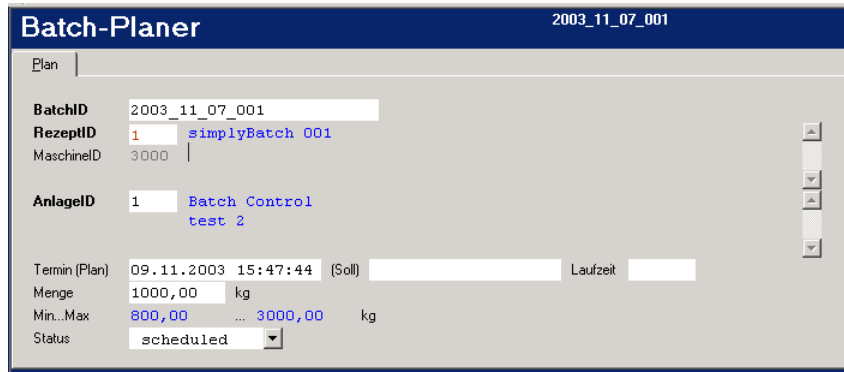 Batch-Planer 2003_11_07_001
Plan
BatchID 2003_11_07_001
RezeptID 1 simplyBatch 001
MaschineID 3000
AnlageID 1 Batch Control
test 2
Termin (Plan) 09.11.2003 15:47:44 (Soll) Laufzeit
Menge 1000,00 kg
Min...Max 800,00 ... 3000,00 kg
Status scheduled